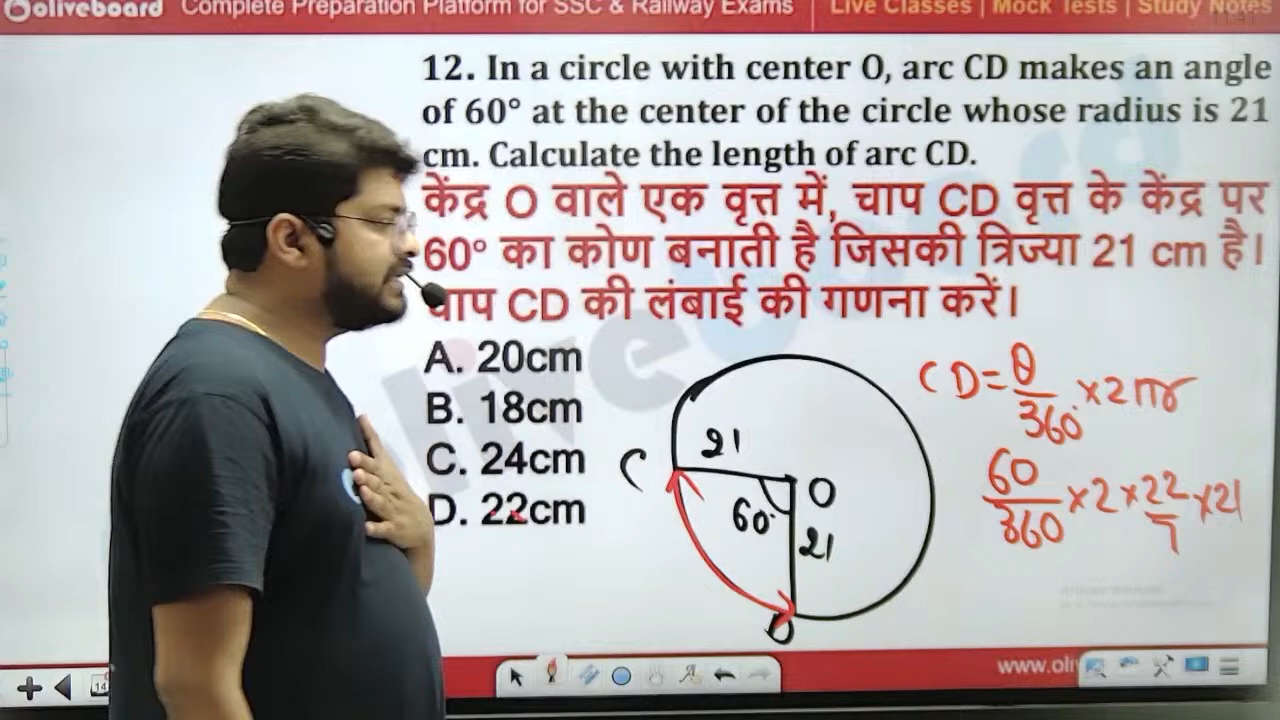 oliveboard Complete Preparation Platform for SSC & Railway Exams Live Classes | Mock Tests | Study Notes
12. In a circle with center O, arc CD makes an angle
of 60° at the center of the circle whose radius is 21
cm. Calculate the length of arc CD.
केंद्र O वाले एक वृत्त में, चाप CD वृत्त के केंद्र पर
60° का कोण बनाती है जिसकी त्रिज्या 21 cm है।
चाप CD की लंबाई की गणना करें।
A. 20cm
B. 18cm
C. 24cm
D. 22cm
C
21
O
60°
21
D
CD = θ/360° × 2πr
60/360 × 2 × 22/7 × 21
14
www.oli